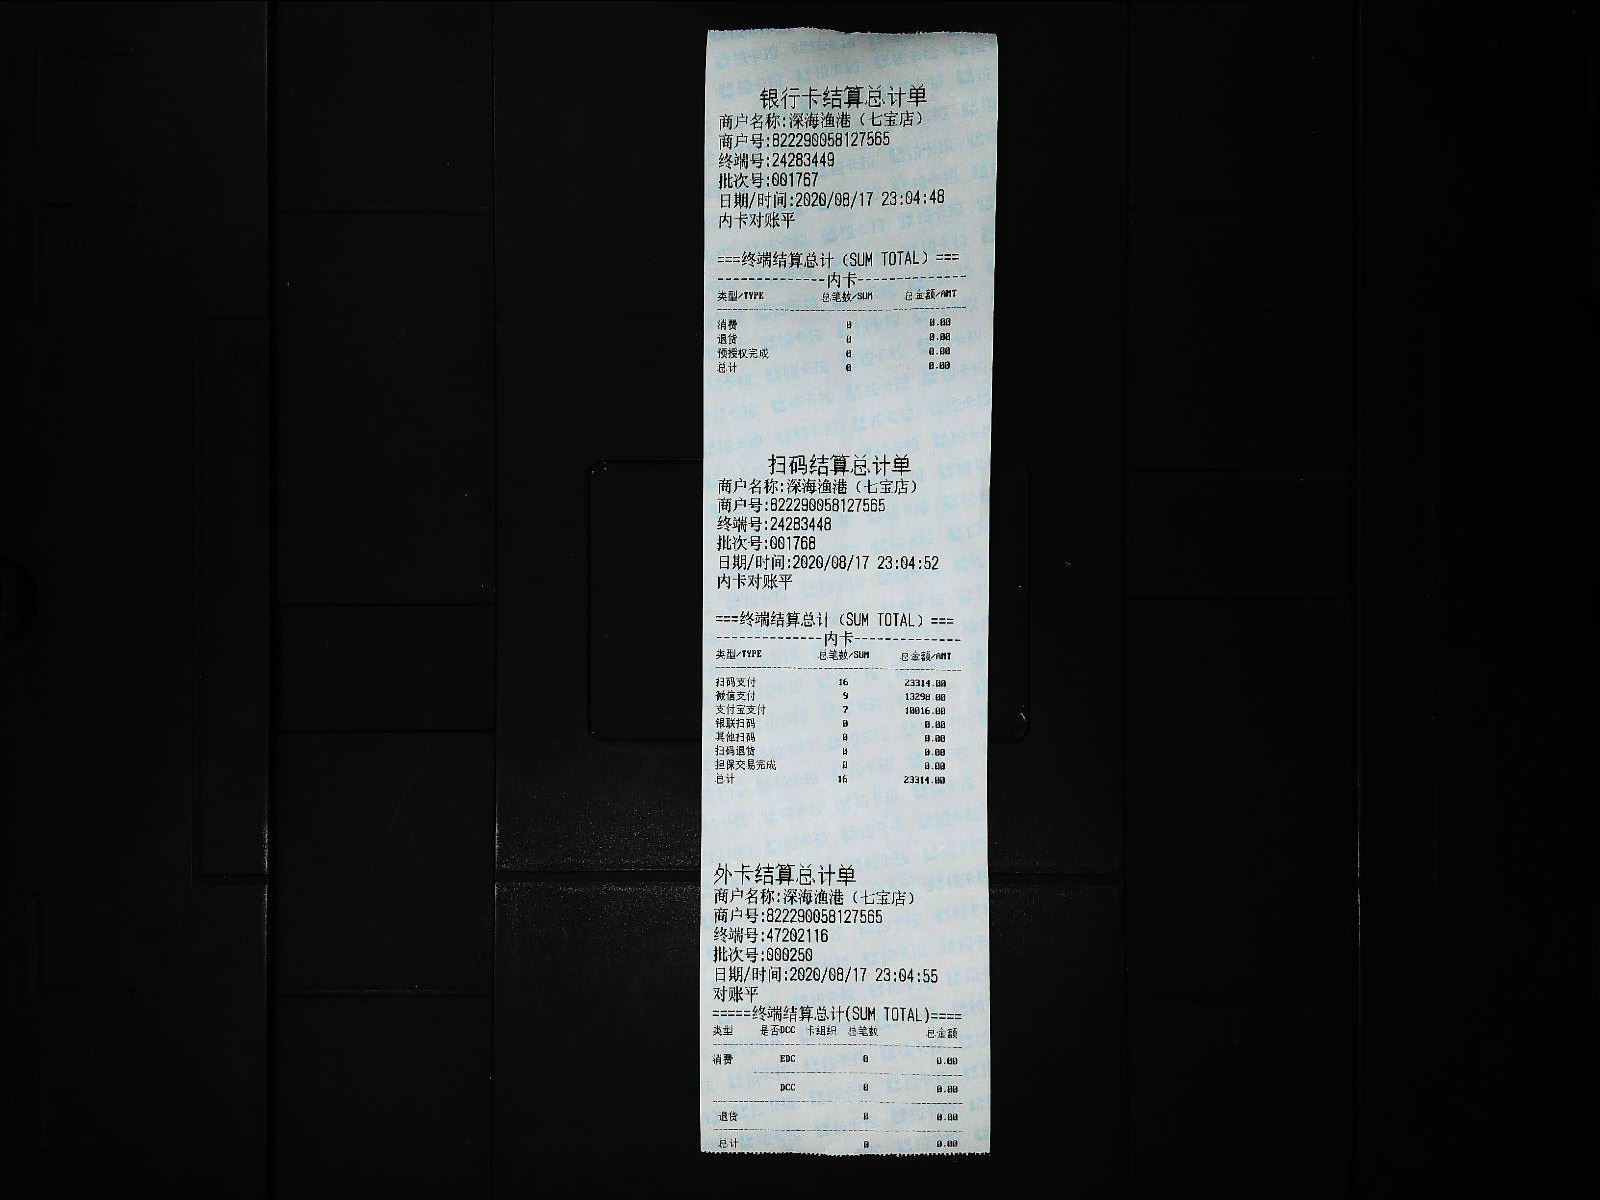 银行卡结算总计单
商户名称:深海渔港（七宝店）
商户号:822290058127565
终端号:24283449
批次号:001767
日期/时间:2020/08/17 23:04:48
内卡对账平
===终端结算总计（SUM TOTAL）===
--------------内卡--------------
类型/TYPE 总笔数/SUM 总金额/AMT
消费 0 0.00
退货 0 0.00
预授权完成 0 0.00
总计 0 0.00
扫码结算总计单
商户名称:深海渔港（七宝店）
商户号:822290058127565
终端号:24283448
批次号:001768
日期/时间:2020/08/17 23:04:52
内卡对账平
===终端结算总计（SUM TOTAL）===
--------------内卡--------------
类型/TYPE 总笔数/SUM 总金额/AMT
扫码支付 16 23314.00
微信支付 9 13298.00
支付宝支付 7 10016.00
银联扫码 0 0.00
其他扫码 0 0.00
扫码退货 0 0.00
担保交易完成 0 0.00
总计 16 23314.00
外卡结算总计单
商户名称:深海渔港（七宝店）
商户号:822290058127565
终端号:47202116
批次号:000250
日期/时间:2020/08/17 23:04:55
对账平
=====终端结算总计(SUM TOTAL)====
类型 是否DCC 卡组织 总笔数 总金额
消费 EDC 0 0.00
DCC 0 0.00
退货 0 0.00
总计 0 0.00